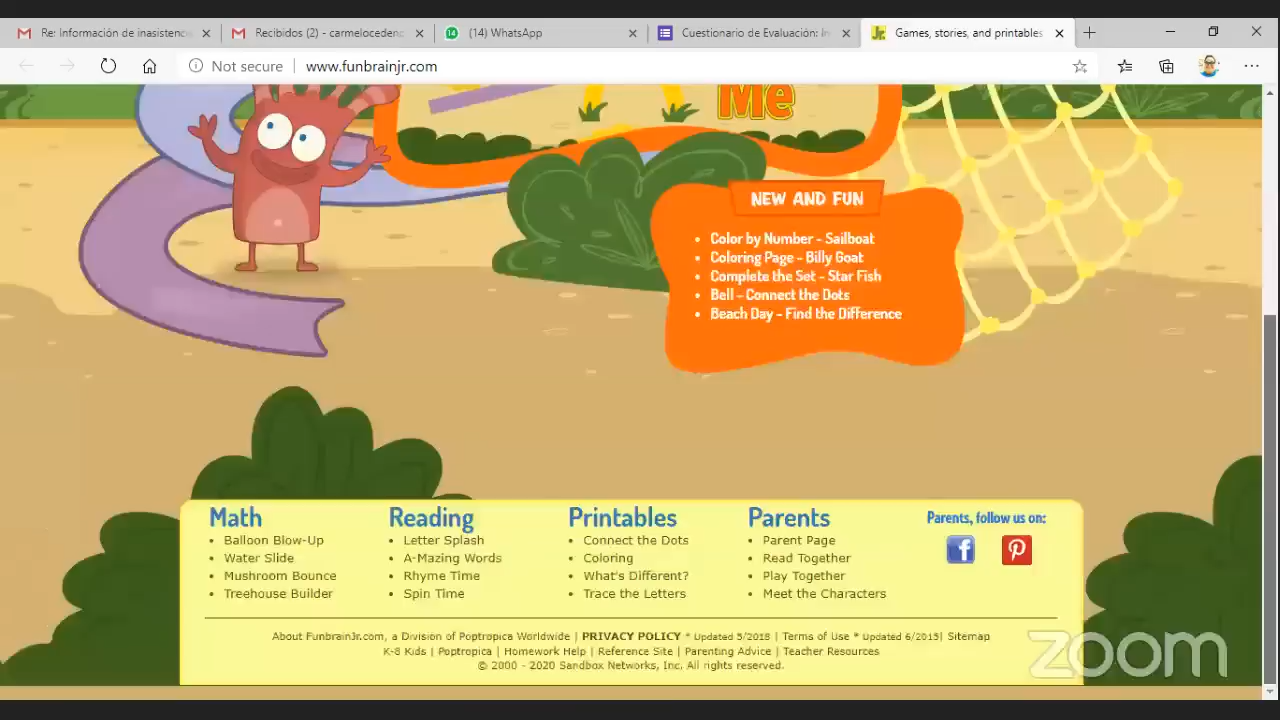 Re: Información de inasistenc
Recibidos (2) - carmelocedenc
(14) WhatsApp
Cuestionario de Evaluación: In
Games, stories, and printables
Not secure
www.funbrainjr.com
Me
NEW AND FUN
Color by Number - Sailboat
Coloring Page - Billy Goat
Complete the Set - Star Fish
Bell - Connect the Dots
Beach Day - Find the Difference
Math
Balloon Blow-Up
Water Slide
Mushroom Bounce
Treehouse Builder
Reading
Letter Splash
A-Mazing Words
Rhyme Time
Spin Time
Printables
Connect the Dots
Coloring
What's Different?
Trace the Letters
Parents
Parent Page
Read Together
Play Together
Meet the Characters
Parents, follow us on:
About FunbrainJr.com, a Division of Poptropica Worldwide | PRIVACY POLICY * Updated 5/2018 | Terms of Use * Updated 6/2015| Sitemap
K-8 Kids | Poptropica | Homework Help | Reference Site | Parenting Advice | Teacher Resources
© 2000 - 2020 Sandbox Networks, Inc. All rights reserved.
zoom